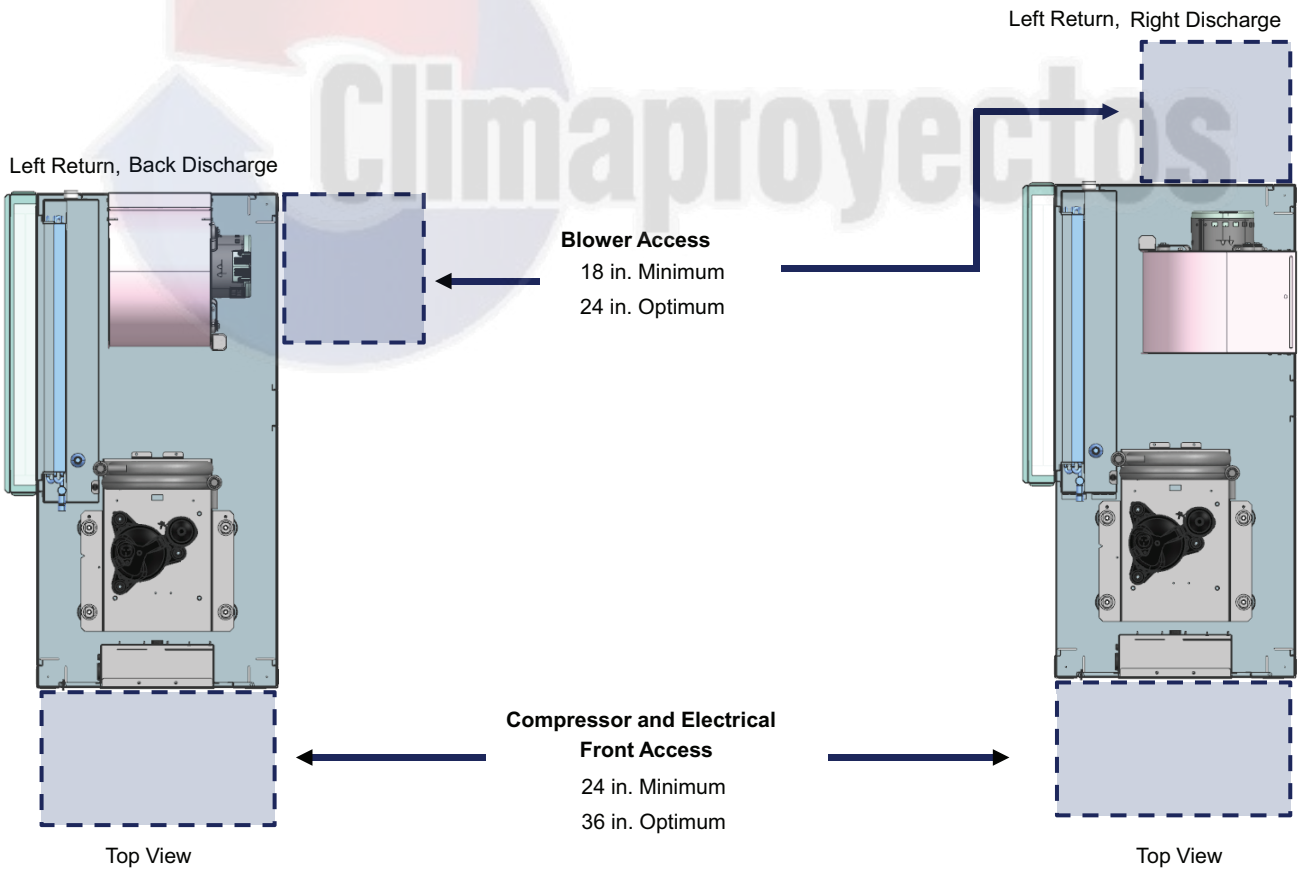 Left Return, Right Discharge
Climaproyectos
Left Return, Back Discharge
Blower Access
18 in. Minimum
24 in. Optimum
Compressor and Electrical
Front Access
24 in. Minimum
36 in. Optimum
Top View
Top View